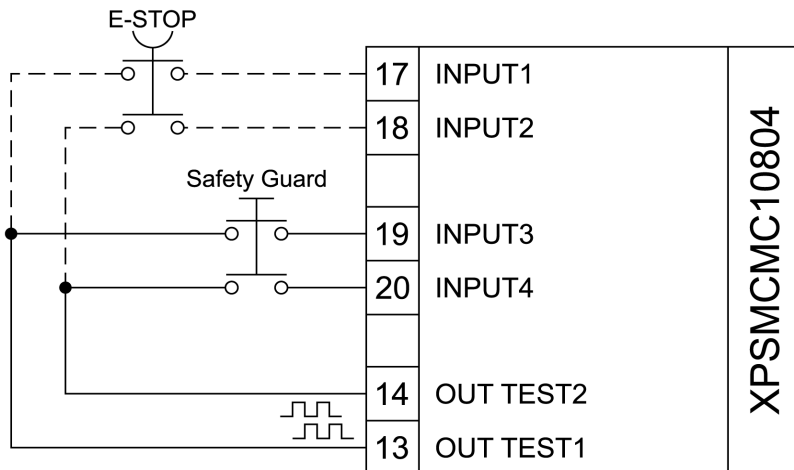 E-STOP
17 INPUT1
18 INPUT2
Safety Guard
19 INPUT3
20 INPUT4
14 OUT TEST2
13 OUT TEST1
XPSMCMC10804